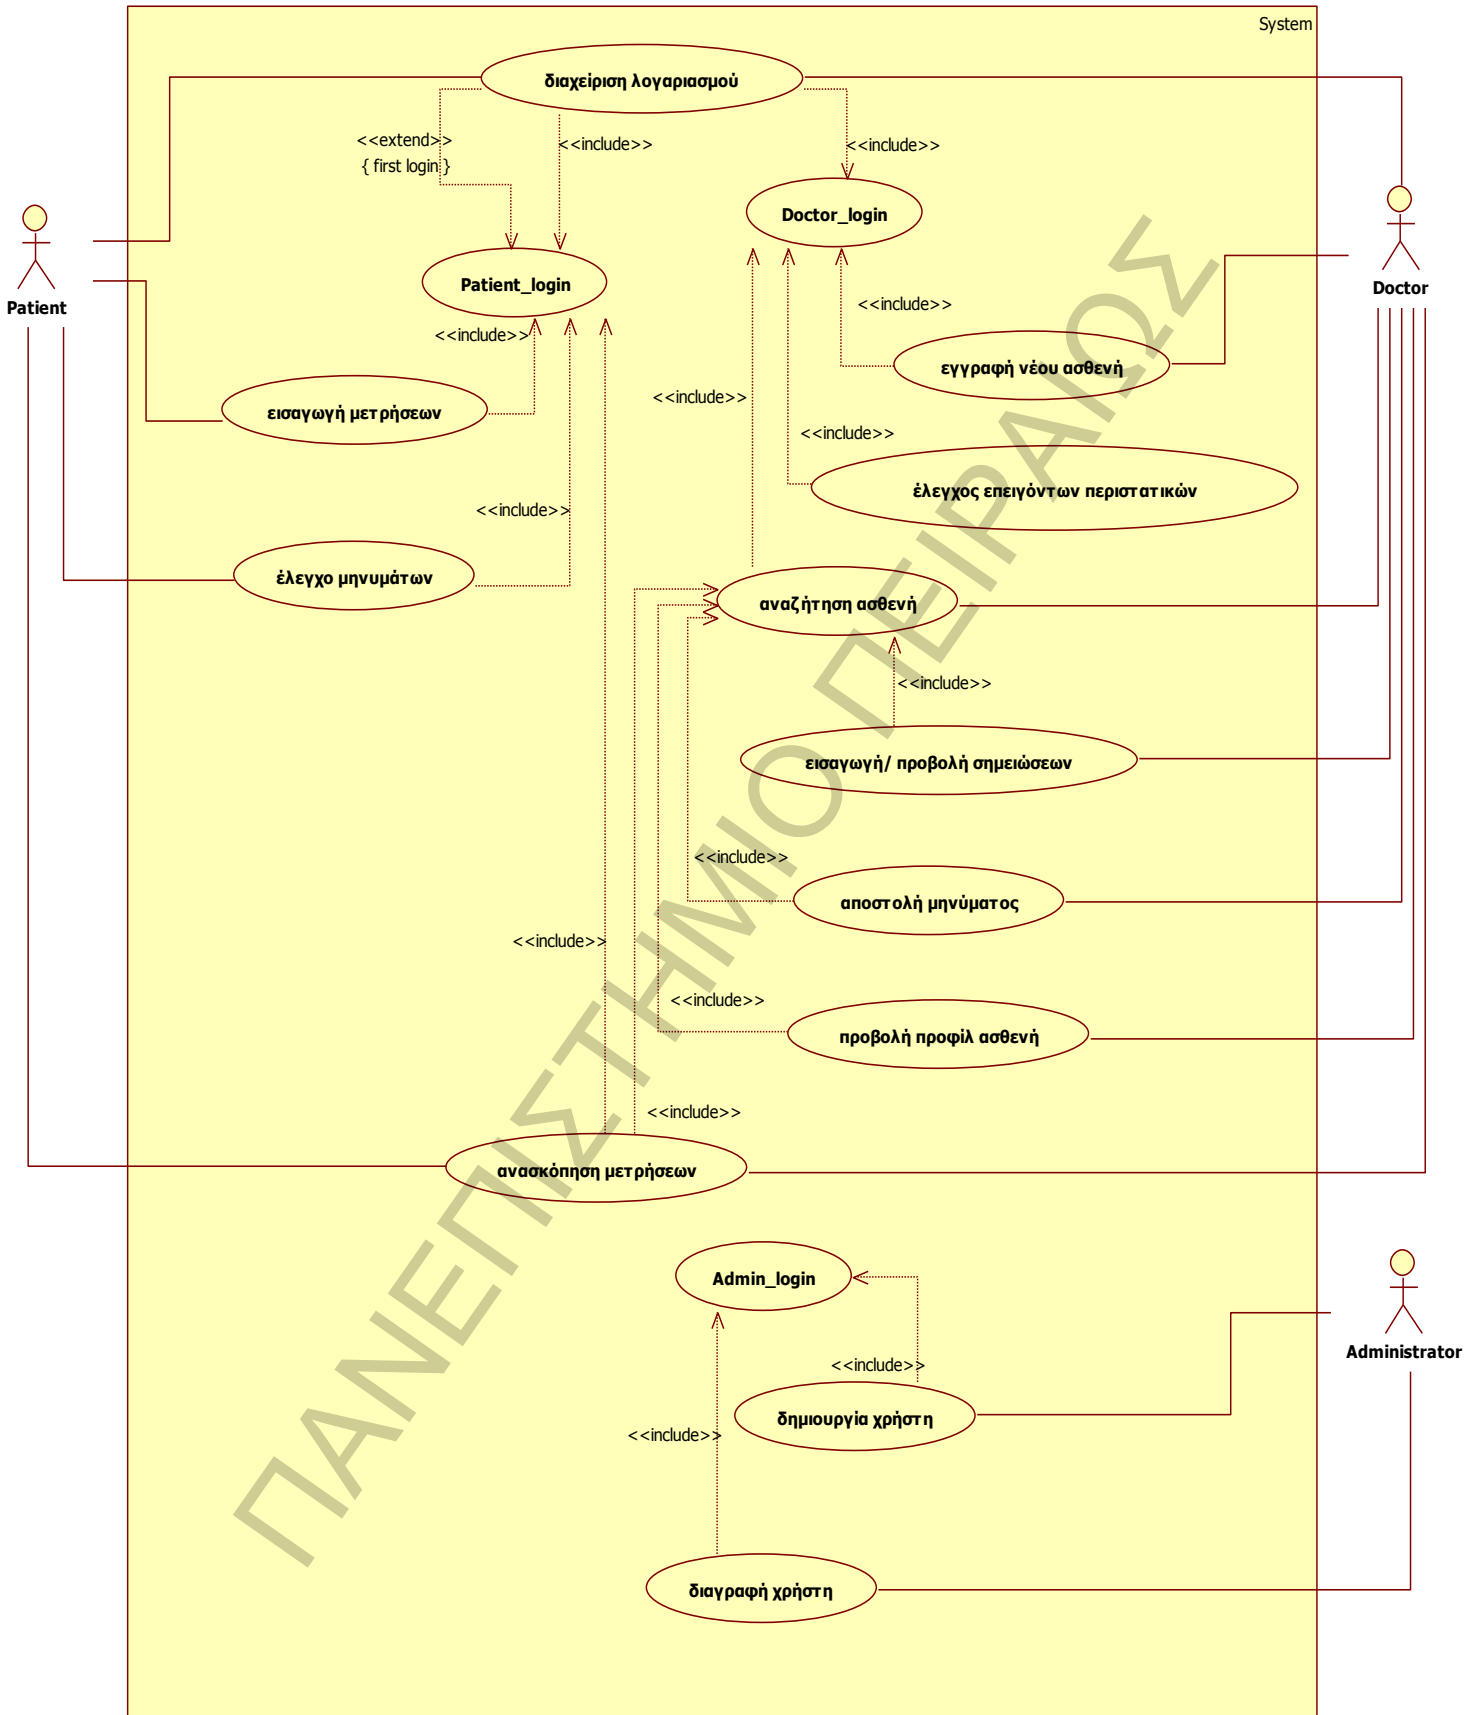 System
διαχείριση λογαριασμού
<<extend>>
{ first login }
<<include>>
<<include>>
Doctor_login
Patient_login
Patient
Doctor
<<include>>
<<include>>
εγγραφή νέου ασθενή
<<include>>
εισαγωγή μετρήσεων
<<include>>
έλεγχος επειγόντων περιστατικών
<<include>>
έλεγχο μηνυμάτων
αναζήτηση ασθενή
<<include>>
εισαγωγή/ προβολή σημειώσεων
<<include>>
αποστολή μηνύματος
<<include>>
<<include>>
προβολή προφίλ ασθενή
<<include>>
ανασκόπηση μετρήσεων
Admin_login
Administrator
<<include>>
δημιουργία χρήστη
<<include>>
διαγραφή χρήστη
ΠΑΝΕΠΙΣΤΗΜΙΟ ΠΕΙΡΑΙΩΣ